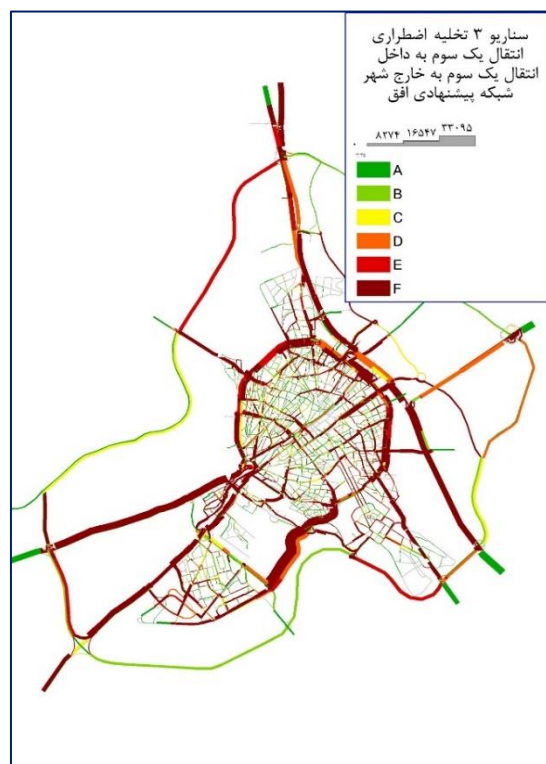 سناریو ۳ تخلیه اضطراری
انتقال یک سوم به داخل
انتقال یک سوم به خارج شهر
شبکه پیشنهادی افق
۸۲۷۴ ۱۶۵۴۷ ۳۳۰۹۵
A
B
C
D
E
F